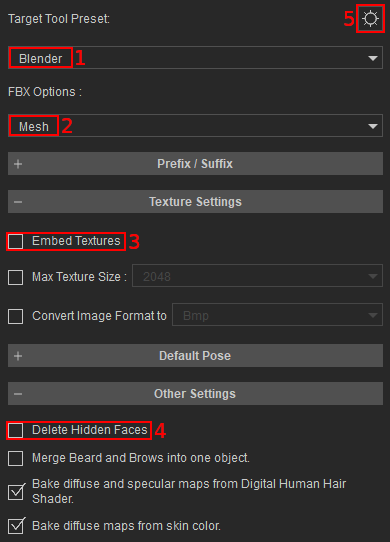 Target Tool Preset:
5
Blender 1
FBX Options :
Mesh 2
+ Prefix / Suffix
− Texture Settings
Embed Textures 3
Max Texture Size : 2048
Convert Image Format to Bmp
+ Default Pose
− Other Settings
Delete Hidden Faces 4
Merge Beard and Brows into one object.
Bake diffuse and specular maps from Digital Human Hair
Shader.
Bake diffuse maps from skin color.